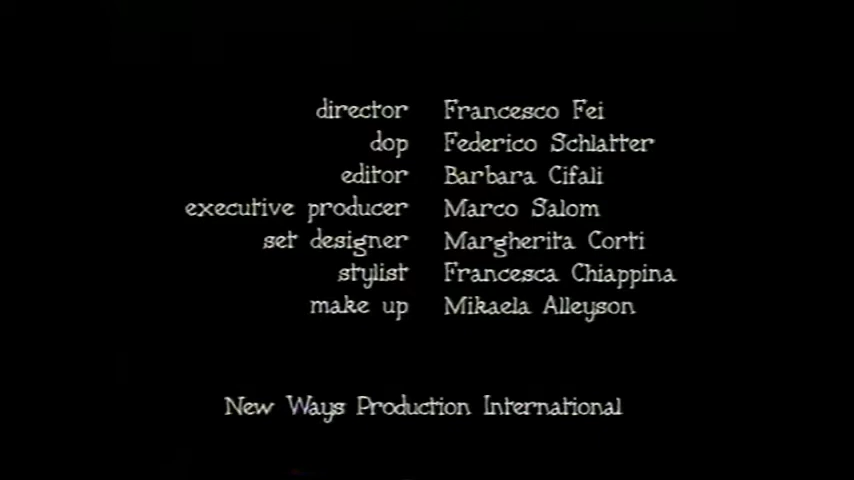 director Francesco Fei
dop Federico Schlatter
editor Barbara Cifali
executive producer Marco Salom
set designer Margherita Corti
stylist Francesca Chiappina
make up Mikaela Alleyson
New Ways Production International